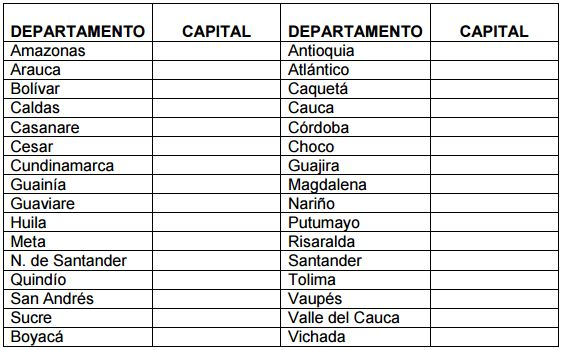 DEPARTAMENTO CAPITAL DEPARTAMENTO CAPITAL
Amazonas Antioquia
Arauca Atlántico
Bolívar Caquetá
Caldas Cauca
Casanare Córdoba
Cesar Choco
Cundinamarca Guajira
Guainía Magdalena
Guaviare Nariño
Huila Putumayo
Meta Risaralda
N. de Santander Santander
Quindío Tolima
San Andrés Vaupés
Sucre Valle del Cauca
Boyacá Vichada